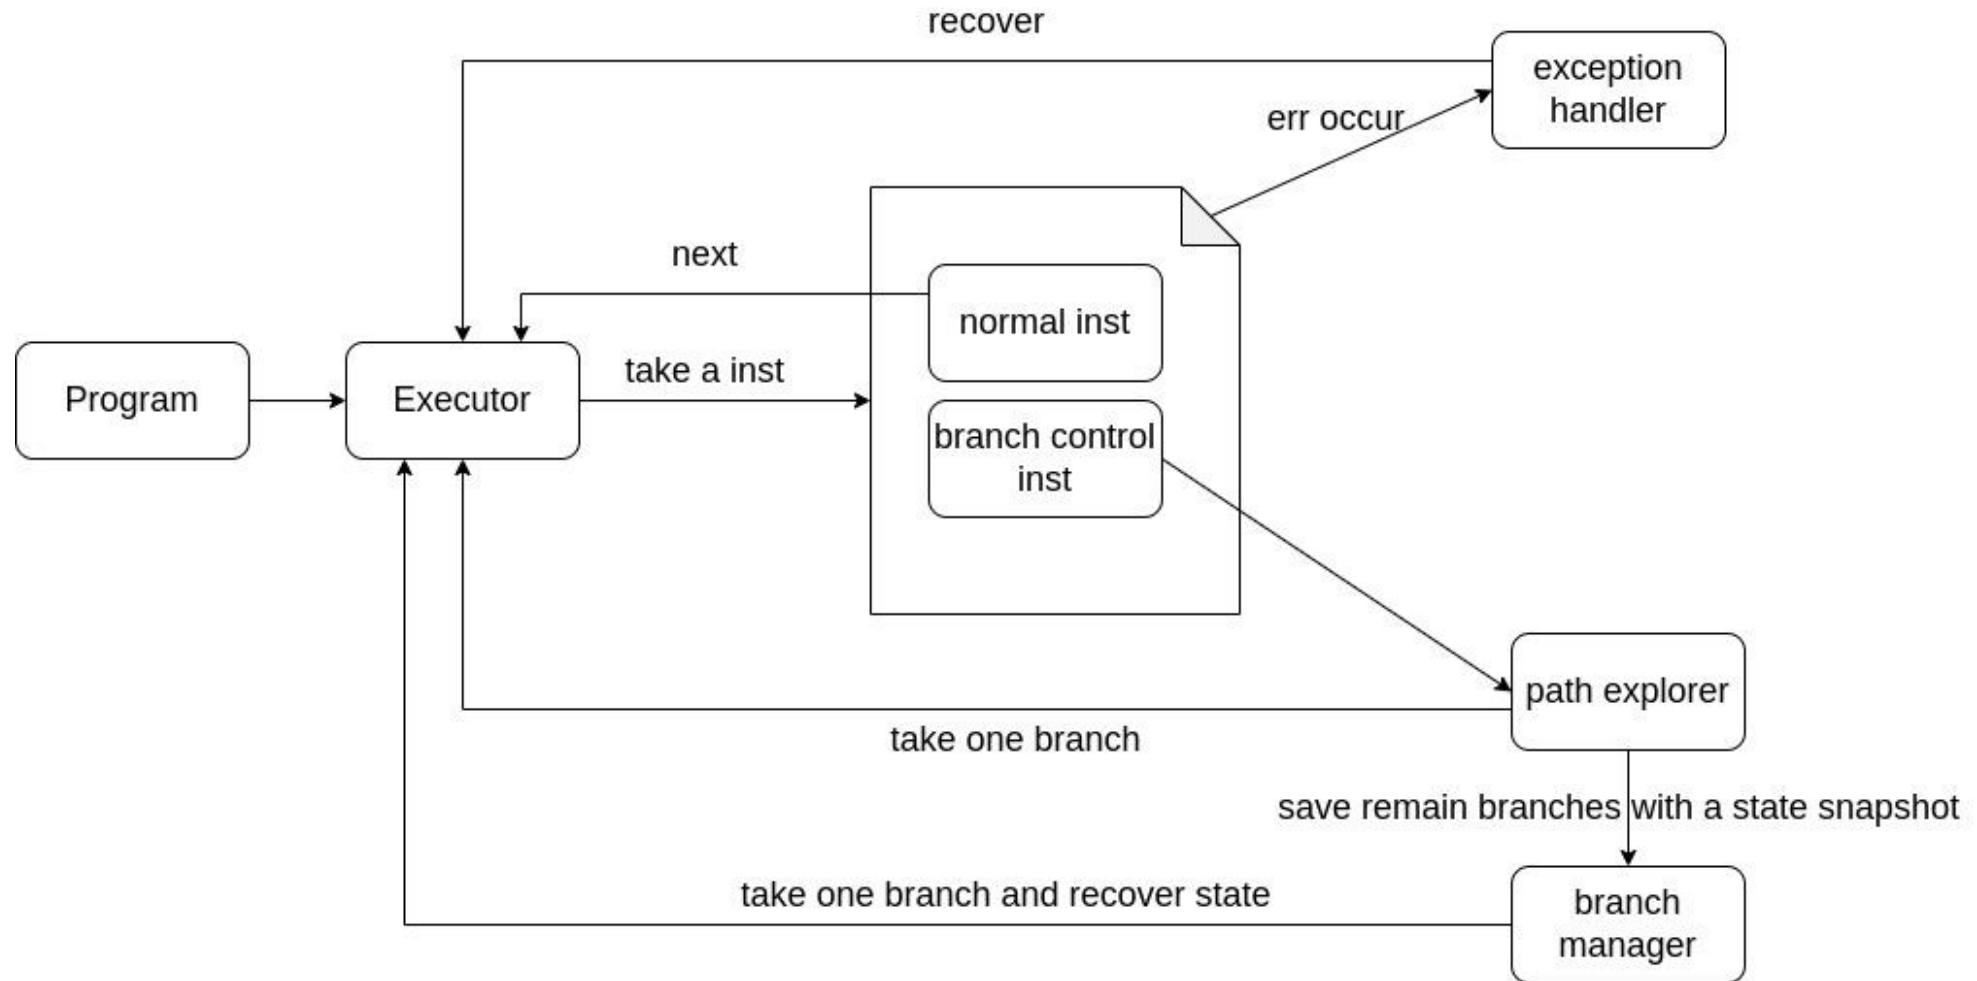 recover
exception
handler
err occur
next
normal inst
Program
Executor
take a inst
branch control
inst
path explorer
take one branch
save remain branches with a state snapshot
take one branch and recover state
branch
manager